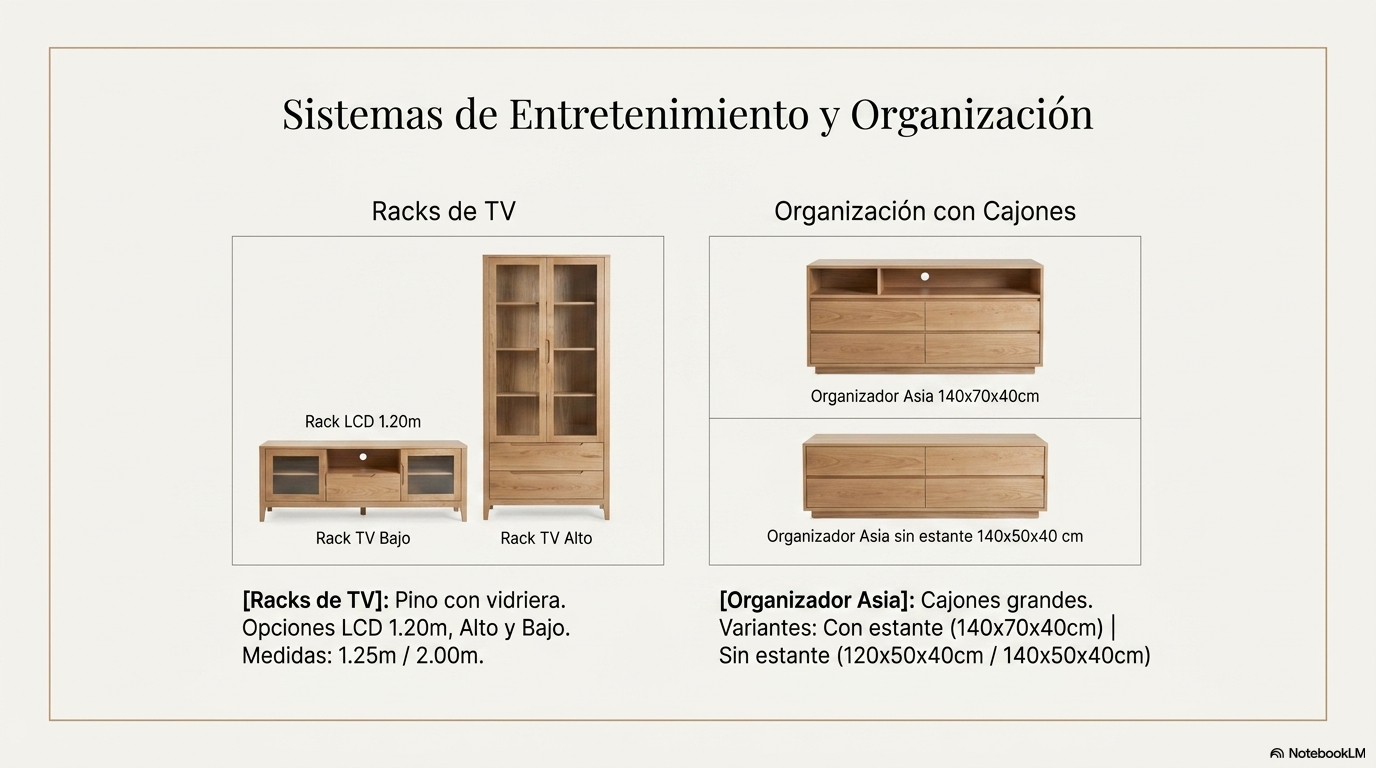 Sistemas de Entretenimiento y Organización
Racks de TV
Rack LCD 1.20m
Rack TV Bajo
Rack TV Alto
[Racks de TV]: Pino con vidriera.
Opciones LCD 1.20m, Alto y Bajo.
Medidas: 1.25m / 2.00m.
Organización con Cajones
Organizador Asia 140x70x40cm
Organizador Asia sin estante 140x50x40 cm
[Organizador Asia]: Cajones grandes.
Variantes: Con estante (140x70x40cm) |
Sin estante (120x50x40cm / 140x50x40cm)
NotebookLM